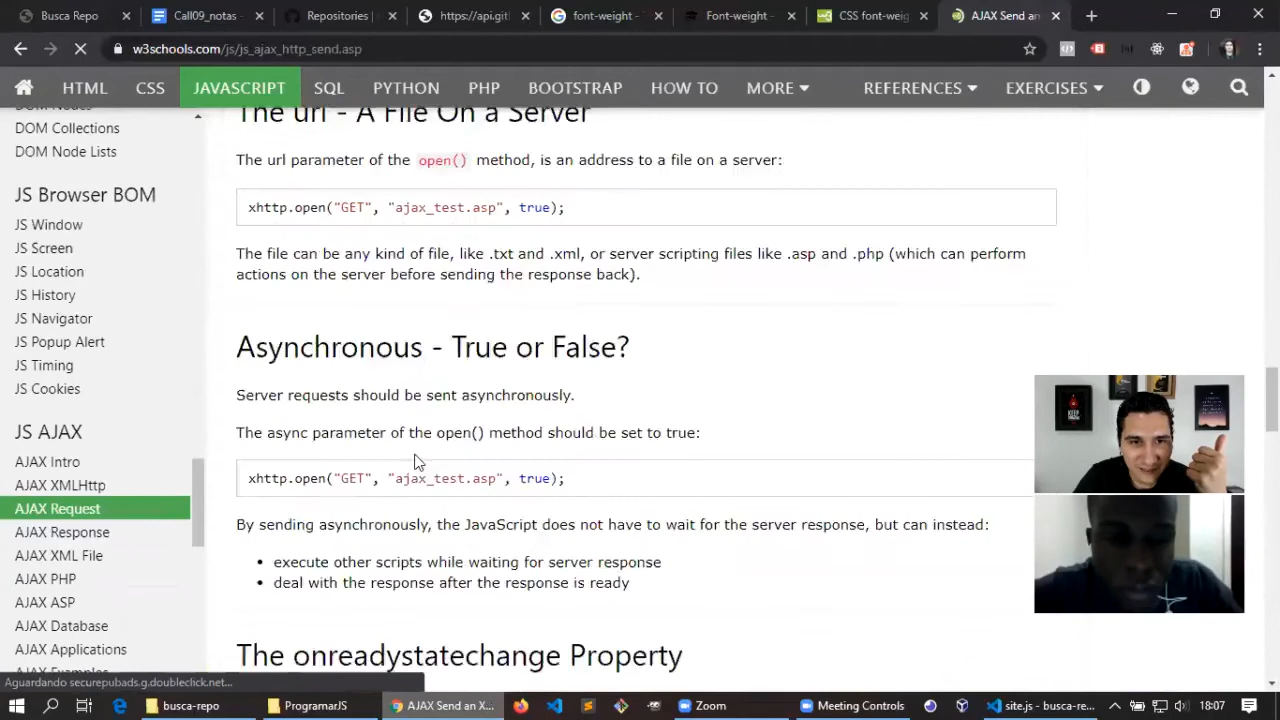 Busca Repo
Call09_notas
Repositories
https://api.git
font-weight -
Font-weight -
CSS font-weig
AJAX Send an
w3schools.com/js/js_ajax_http_send.asp
HTML
CSS
JAVASCRIPT
SQL
PYTHON
PHP
BOOTSTRAP
HOW TO
MORE
REFERENCES
EXERCISES
DOM Nodes
DOM Collections
DOM Node Lists
JS Browser BOM
JS Window
JS Screen
JS Location
JS History
JS Navigator
JS Popup Alert
JS Timing
JS Cookies
JS AJAX
AJAX Intro
AJAX XMLHttp
AJAX Request
AJAX Response
AJAX XML File
AJAX PHP
AJAX ASP
AJAX Database
AJAX Applications
AJAX Examples
The url - A File On a Server
The url parameter of the open() method, is an address to a file on a server:
xhttp.open("GET", "ajax_test.asp", true);
The file can be any kind of file, like .txt and .xml, or server scripting files like .asp and .php (which can perform
actions on the server before sending the response back).
Asynchronous - True or False?
Server requests should be sent asynchronously.
The async parameter of the open() method should be set to true:
xhttp.open("GET", "ajax_test.asp", true);
By sending asynchronously, the JavaScript does not have to wait for the server response, but can instead:
• execute other scripts while waiting for server response
• deal with the response after the response is ready
The onreadystatechange Property
Aguardando securepubads.g.doubleclick.net...
busca-repo
ProgramarJS
AJAX Send an X...
Zoom
Meeting Controls
site.js - busca-re...
18:07